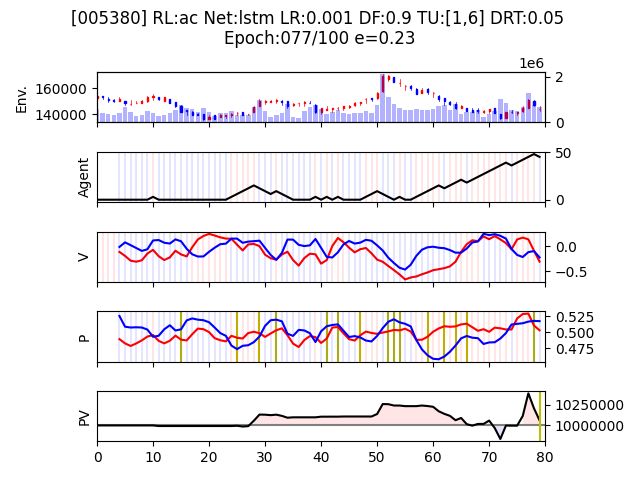 [005380] RL:ac Net:lstm LR:0.001 DF:0.9 TU:[1,6] DRT:0.05
Epoch:077/100 e=0.23
1e6
Env.
160000
140000
2
0
Agent
50
0
V
0.0
−0.5
P
0.525
0.500
0.475
PV
10250000
10000000
0 10 20 30 40 50 60 70 80